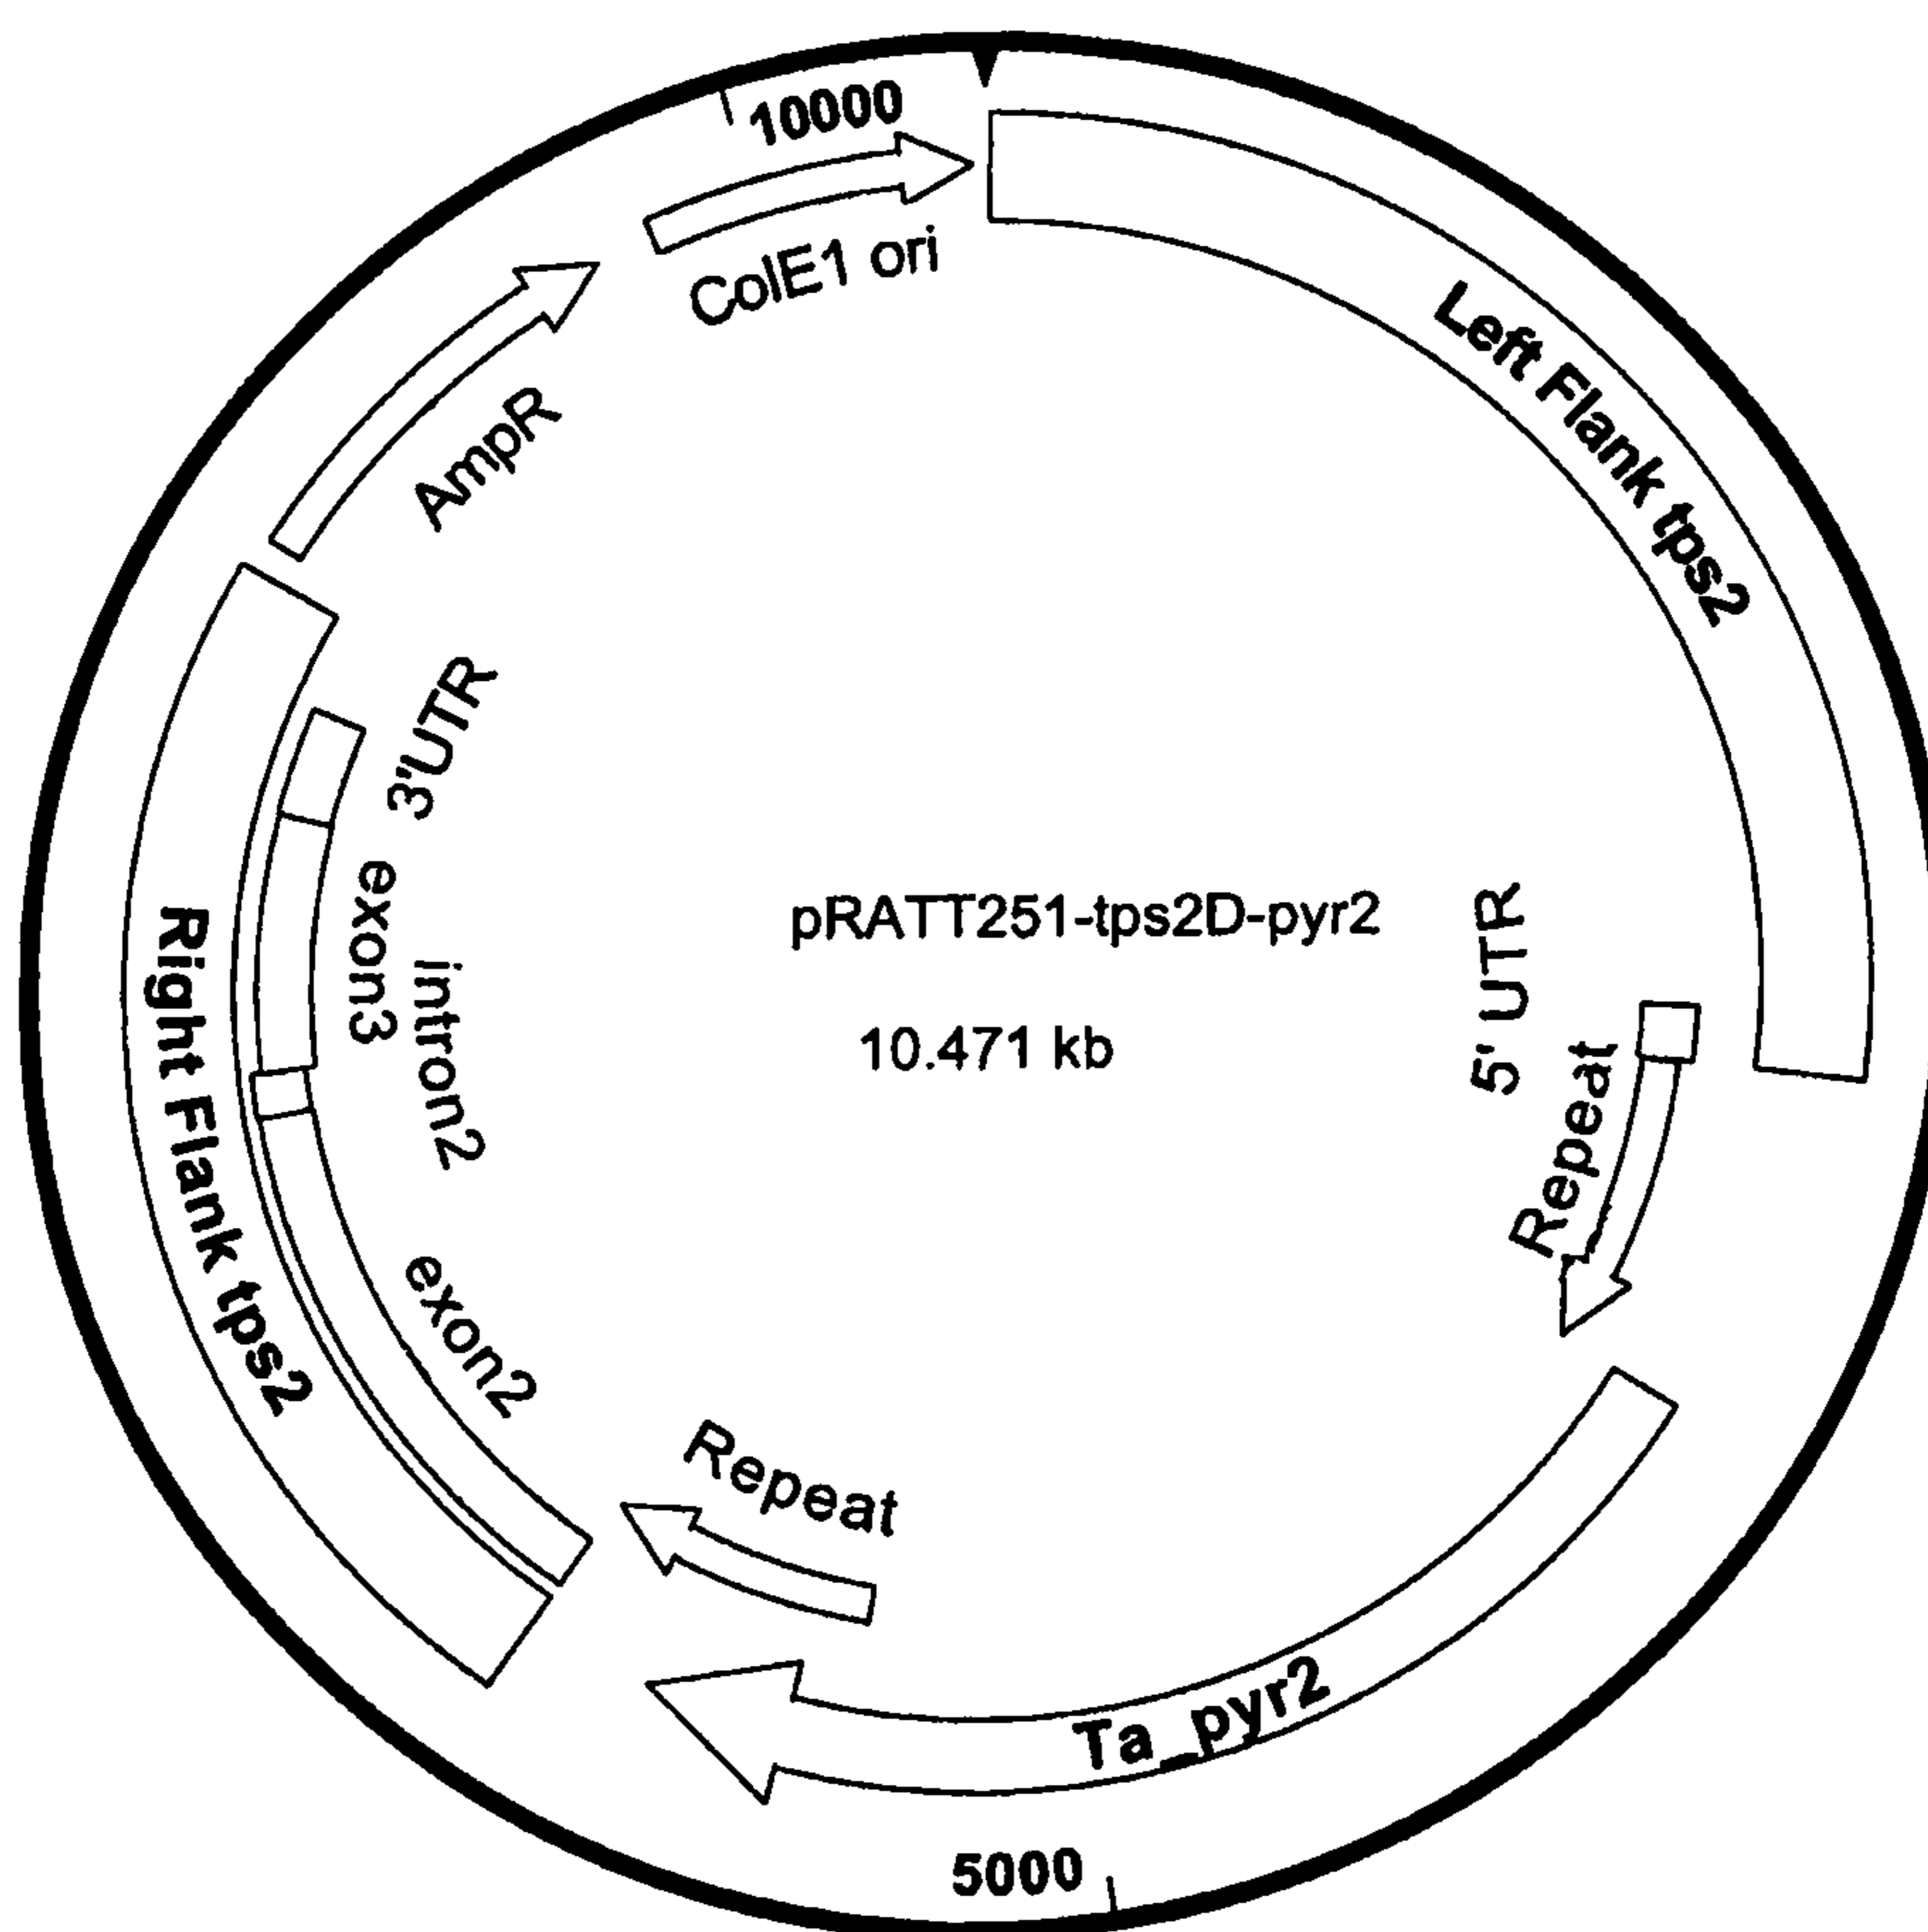 10000
ColE1 ori
Left Flank tps2
AmpR
3'UTR
exon3
intron2
Right Flank tps2
exon2
pRATT251-tps2D-pyr2
10.471 kb
5' UTR
Repeat
Repeat
Ta_pyr2
5000